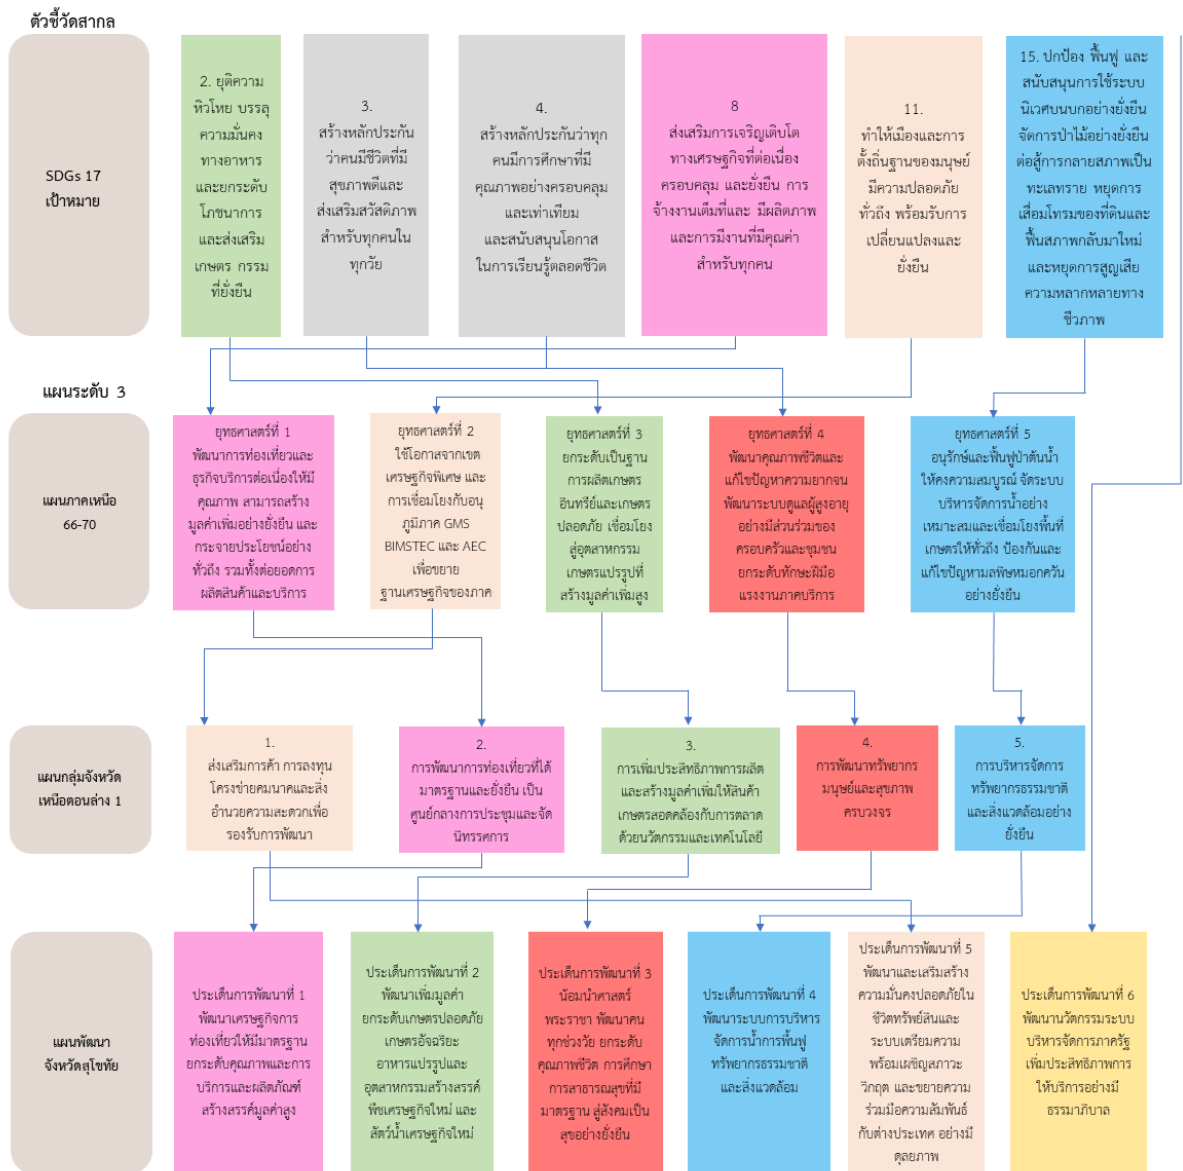 ตัวชี้วัดสากล
SDGs 17
เป้าหมาย
2. ยุติความ
หิวโหย บรรลุ
ความมั่นคง
ทางอาหาร
และยกระดับ
โภชนาการ
และส่งเสริม
เกษตร กรรม
ที่ยั่งยืน
3.
สร้างหลักประกัน
ว่าคนมีชีวิตที่มี
สุขภาพดีและ
ส่งเสริมสวัสดิภาพ
สำหรับทุกคนใน
ทุกวัย
4.
สร้างหลักประกันว่าทุก
คนมีการศึกษาที่มี
คุณภาพอย่างครอบคลุม
และเท่าเทียม
และสนับสนุนโอกาส
ในการเรียนรู้ตลอดชีวิต
8
ส่งเสริมการเจริญเติบโต
ทางเศรษฐกิจที่ต่อเนื่อง
ครอบคลุม และยั่งยืน การ
จ้างงานเต็มที่และ มีผลิตภาพ
และการมีงานที่มีคุณค่า
สำหรับทุกคน
11.
ทำให้เมืองและการ
ตั้งถิ่นฐานของมนุษย์
มีความปลอดภัย
ทั่วถึง พร้อมรับการ
เปลี่ยนแปลงและ
ยั่งยืน
15. ปกป้อง ฟื้นฟู และ
สนับสนุนการใช้ระบบ
นิเวศบนบกอย่างยั่งยืน
จัดการป่าไม้อย่างยั่งยืน
ต่อสู้การกลายสภาพเป็น
ทะเลทราย หยุดการ
เสื่อมโทรมของที่ดินและ
ฟื้นสภาพกลับมาใหม่
และหยุดการสูญเสีย
ความหลากหลายทาง
ชีวภาพ
แผนระดับ 3
แผนภาคเหนือ
66-70
ยุทธศาสตร์ที่ 1
พัฒนาการท่องเที่ยวและ
ธุรกิจบริการต่อเนื่องให้มี
คุณภาพ สามารถสร้าง
มูลค่าเพิ่มอย่างยั่งยืน และ
กระจายประโยชน์อย่าง
ทั่วถึง รวมทั้งต่อยอดการ
ผลิตสินค้าและบริการ
ยุทธศาสตร์ที่ 2
ใช้โอกาสจากเขต
เศรษฐกิจพิเศษ และ
การเชื่อมโยงกับอนุ
ภูมิภาค GMS
BIMSTEC และ AEC
เพื่อขยาย
ฐานเศรษฐกิจของภาค
ยุทธศาสตร์ที่ 3
ยกระดับเป็นฐาน
การผลิตเกษตร
อินทรีย์และเกษตร
ปลอดภัย เชื่อมโยง
สู่อุตสาหกรรม
เกษตรแปรรูปที่
สร้างมูลค่าเพิ่มสูง
ยุทธศาสตร์ที่ 4
พัฒนาคุณภาพชีวิตและ
แก้ไขปัญหาความยากจน
พัฒนาระบบดูแลผู้สูงอายุ
อย่างมีส่วนร่วมของ
ครอบครัวและชุมชน
ยกระดับทักษะฝีมือ
แรงงานภาคบริการ
ยุทธศาสตร์ที่ 5
อนุรักษ์และฟื้นฟูป่าต้นน้ำ
ให้คงความสมบูรณ์ จัดระบบ
บริหารจัดการน้ำอย่าง
เหมาะสมและเชื่อมโยงพื้นที่
เกษตรให้ทั่วถึง ป้องกันและ
แก้ไขปัญหามลพิษหมอกควัน
อย่างยั่งยืน
แผนกลุ่มจังหวัด
เหนือตอนล่าง 1
1.
ส่งเสริมการค้า การลงทุน
โครงข่ายคมนาคและสิ่ง
อำนวยความสะดวกเพื่อ
รองรับการพัฒนา
2.
การพัฒนาการท่องเที่ยวที่ได้
มาตรฐานและยั่งยืน เป็น
ศูนย์กลางการประชุมและจัด
นิทรรศการ
3.
การเพิ่มประสิทธิภาพการผลิต
และสร้างมูลค่าเพิ่มให้สินค้า
เกษตรสอดคล้องกับการตลาด
ด้วยนวัตกรรมและเทคโนโลยี
4.
การพัฒนาทรัพยากร
มนุษย์และสุขภาพ
ครบวงจร
5.
การบริหารจัดการ
ทรัพยากรธรรมชาติ
และสิ่งแวดล้อมอย่าง
ยั่งยืน
แผนพัฒนา
จังหวัดสุโขทัย
ประเด็นการพัฒนาที่ 1
พัฒนาเศรษฐกิจการ
ท่องเที่ยวให้มีมาตรฐาน
ยกระดับคุณภาพและการ
บริการและผลิตภัณฑ์
สร้างสรรค์มูลค่าสูง
ประเด็นการพัฒนาที่ 2
พัฒนาเพิ่มมูลค่า
ยกระดับเกษตรปลอดภัย
เกษตรอัจฉริยะ
อาหารแปรรูปและ
อุตสาหกรรมสร้างสรรค์
พืชเศรษฐกิจใหม่ และ
สัตว์น้ำเศรษฐกิจใหม่
ประเด็นการพัฒนาที่ 3
น้อมนำศาสตร์
พระราชา พัฒนาคน
ทุกช่วงวัย ยกระดับ
คุณภาพชีวิต การศึกษา
การสาธารณสุขที่มี
มาตรฐาน สู่สังคมเป็น
สุขอย่างยั่งยืน
ประเด็นการพัฒนาที่ 4
พัฒนาระบบการบริหาร
จัดการน้ำการฟื้นฟู
ทรัพยากรธรรมชาติ
และสิ่งแวดล้อม
ประเด็นการพัฒนาที่ 5
พัฒนาและเสริมสร้าง
ความมั่นคงปลอดภัยใน
ชีวิตทรัพย์สินและ
ระบบเตรียมความ
พร้อมเผชิญสภาวะ
วิกฤต และขยายความ
ร่วมมือความสัมพันธ์
กับต่างประเทศ อย่างมี
ดุลยภาพ
ประเด็นการพัฒนาที่ 6
พัฒนานวัตกรรมระบบ
บริหารจัดการภาครัฐ
เพิ่มประสิทธิภาพการ
ให้บริการอย่างมี
ธรรมาภิบาล